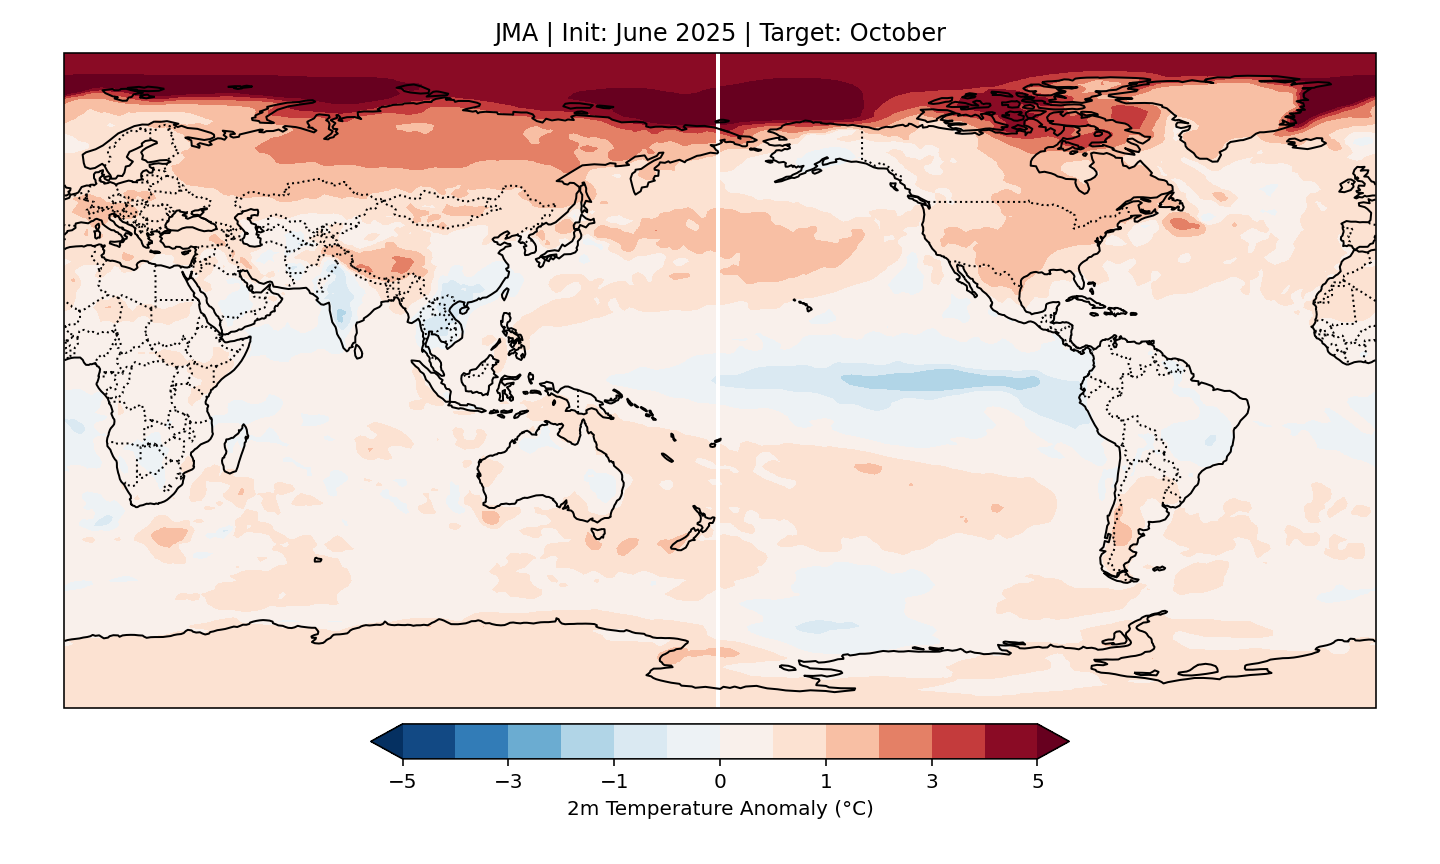 JMA | Init: June 2025 | Target: October
−5 −3 −1 0 1 3 5
2m Temperature Anomaly (°C)